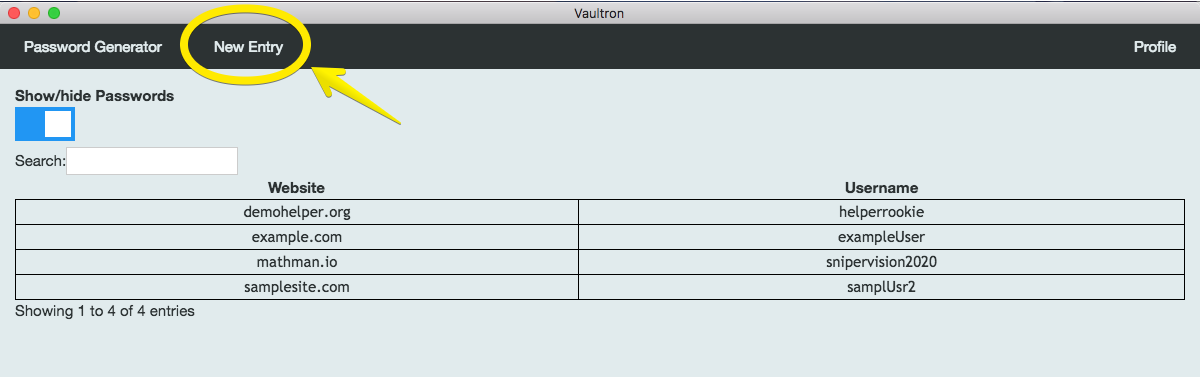 Vaultron
Password Generator New Entry Profile
Show/hide Passwords
Search:
Website Username
demohelper.org helperrookie
example.com exampleUser
mathman.io snipervision2020
samplesite.com samplUsr2
Showing 1 to 4 of 4 entries